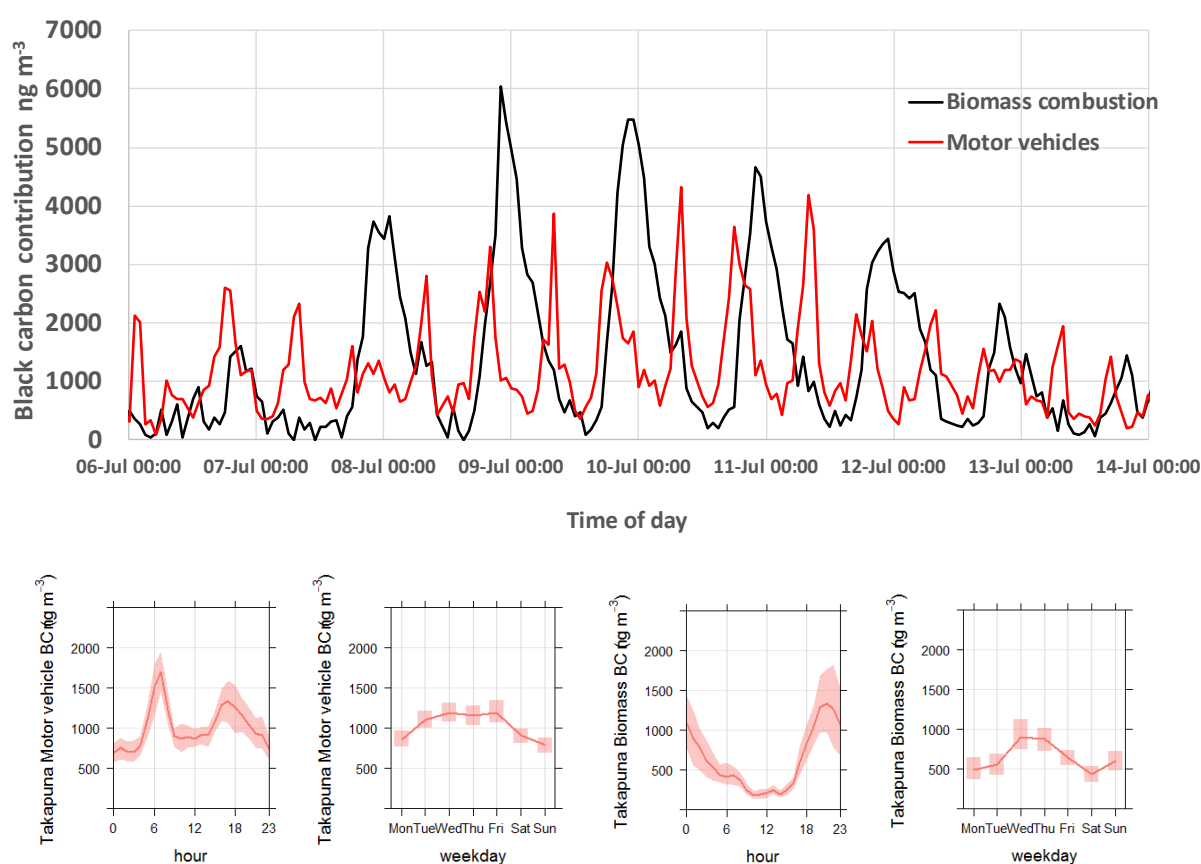 7000
6000
5000
4000
3000
2000
1000
0
Black carbon contribution ng m-3
Biomass combustion
Motor vehicles
06-Jul 00:00 07-Jul 00:00 08-Jul 00:00 09-Jul 00:00 10-Jul 00:00 11-Jul 00:00 12-Jul 00:00 13-Jul 00:00 14-Jul 00:00
Time of day
Takapuna Motor vehicle BC (ng m−3)
2000
1500
1000
500
0 6 12 18 23
hour
Takapuna Motor vehicle BC (ng m−3)
2000
1500
1000
500
Mon Tue Wed Thu Fri Sat Sun
weekday
Takapuna Biomass BC (ng m−3)
2000
1500
1000
500
0 6 12 18 23
hour
Takapuna Biomass BC (ng m−3)
2000
1500
1000
500
Mon Tue Wed Thu Fri Sat Sun
weekday